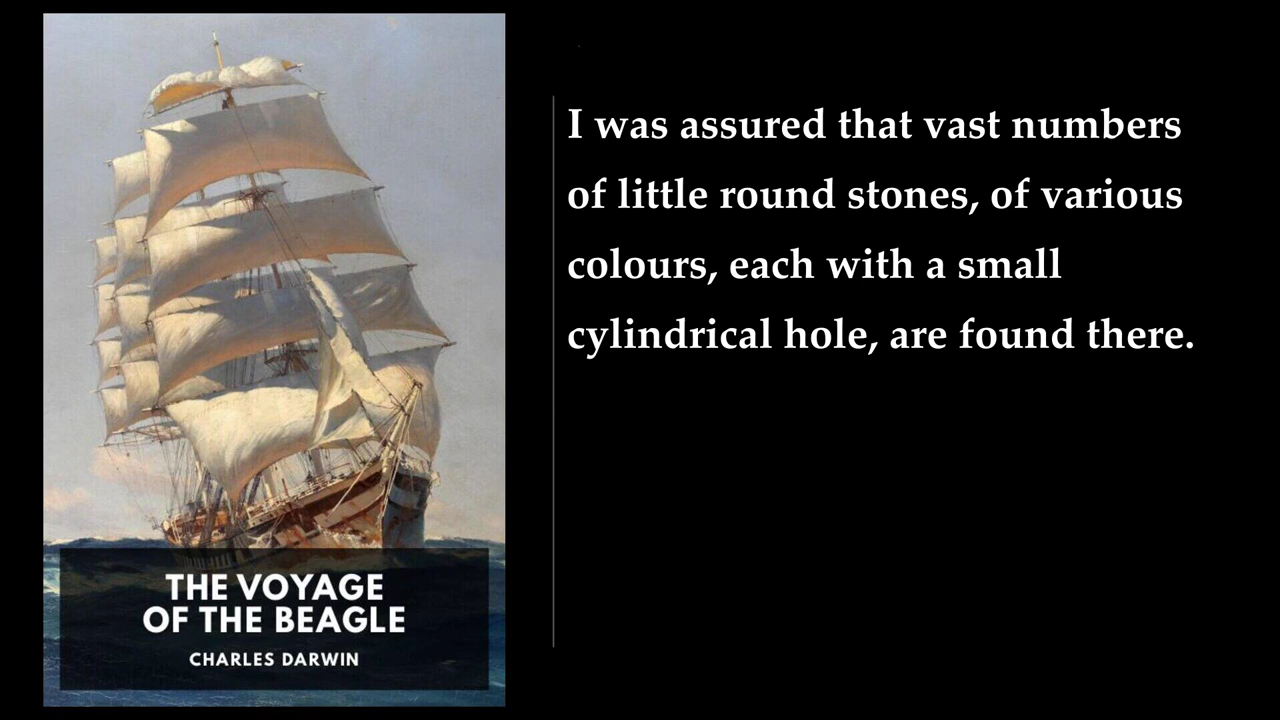 THE VOYAGE
OF THE BEAGLE
CHARLES DARWIN
I was assured that vast numbers
of little round stones, of various
colours, each with a small
cylindrical hole, are found there.